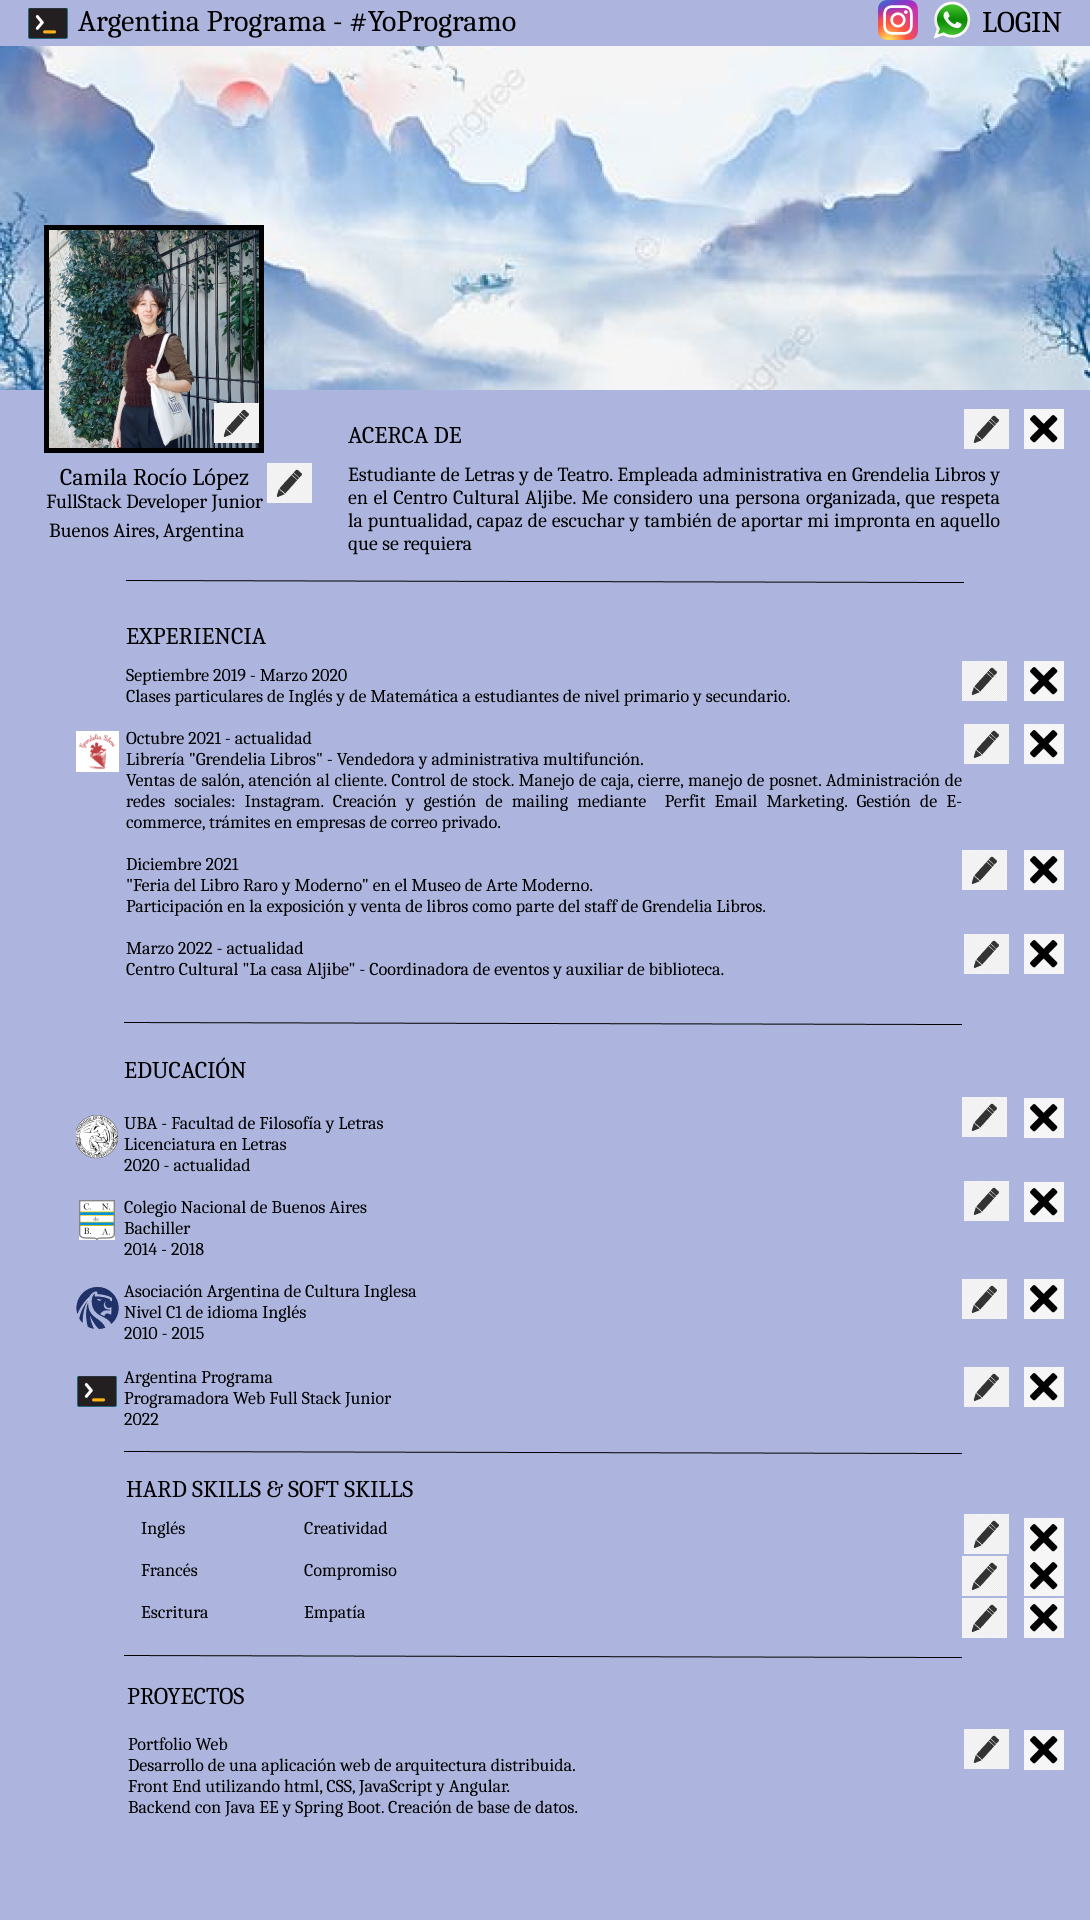 Argentina Programa - #YoProgramo
LOGIN
ongtree
©
ngtree
Camila Rocío López
FullStack Developer Junior
Buenos Aires, Argentina
ACERCA DE
Estudiante de Letras y de Teatro. Empleada administrativa en Grendelia Libros y
en el Centro Cultural Aljibe. Me considero una persona organizada, que respeta
la puntualidad, capaz de escuchar y también de aportar mi impronta en aquello
que se requiera
EXPERIENCIA
Septiembre 2019 - Marzo 2020
Clases particulares de Inglés y de Matemática a estudiantes de nivel primario y secundario.
Grendelia Libros
Octubre 2021 - actualidad
Librería "Grendelia Libros" - Vendedora y administrativa multifunción.
Ventas de salón, atención al cliente. Control de stock. Manejo de caja, cierre, manejo de posnet. Administración de
redes sociales: Instagram. Creación y gestión de mailing mediante Perfit Email Marketing. Gestión de E-
commerce, trámites en empresas de correo privado.
Diciembre 2021
"Feria del Libro Raro y Moderno" en el Museo de Arte Moderno.
Participación en la exposición y venta de libros como parte del staff de Grendelia Libros.
Marzo 2022 - actualidad
Centro Cultural "La casa Aljibe" - Coordinadora de eventos y auxiliar de biblioteca.
EDUCACIÓN
UBA - Facultad de Filosofía y Letras
Licenciatura en Letras
2020 - actualidad
C. N.
de
B. A.
Colegio Nacional de Buenos Aires
Bachiller
2014 - 2018
Asociación Argentina de Cultura Inglesa
Nivel C1 de idioma Inglés
2010 - 2015
Argentina Programa
Programadora Web Full Stack Junior
2022
HARD SKILLS & SOFT SKILLS
Inglés Creatividad
Francés Compromiso
Escritura Empatía
PROYECTOS
Portfolio Web
Desarrollo de una aplicación web de arquitectura distribuida.
Front End utilizando html, CSS, JavaScript y Angular.
Backend con Java EE y Spring Boot. Creación de base de datos.